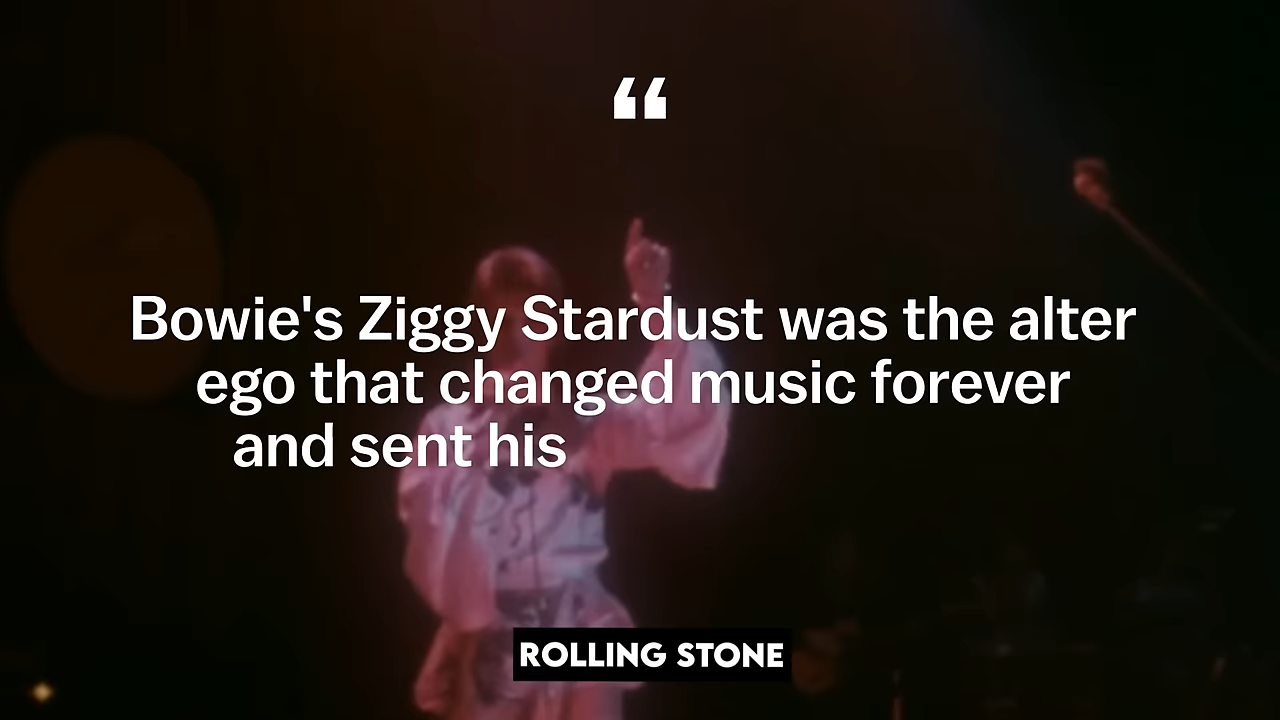 “
Bowie's Ziggy Stardust was the alter
ego that changed music forever
and sent his
ROLLING STONE